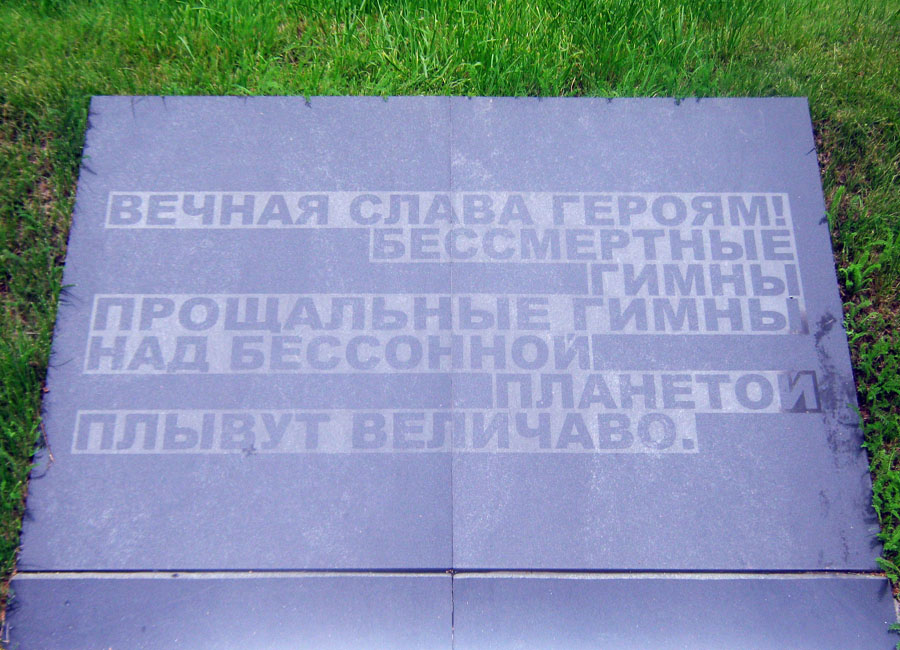 ВЕЧНАЯ СЛАВА ГЕРОЯМ!
БЕССМЕРТНЫЕ
ГИМНЫ
ПРОЩАЛЬНЫЕ ГИМНЫ
НАД БЕССОННОЙ
ПЛАНЕТОЙ
ПЛЫВУТ ВЕЛИЧАВО.